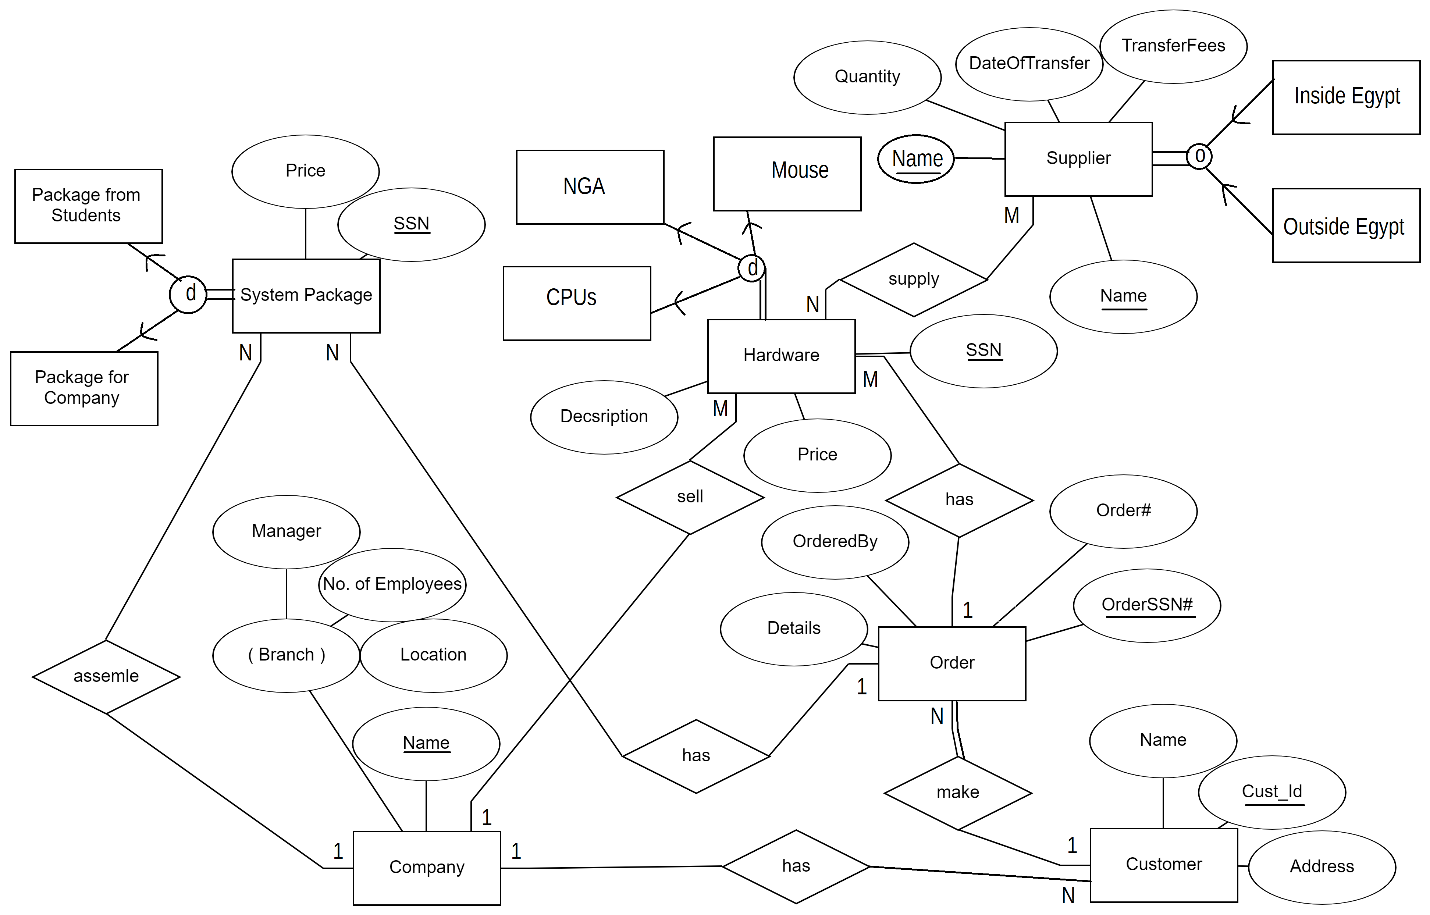 TransferFees
DateOfTransfer
Quantity
Inside Egypt
Supplier
o
Name
Outside Egypt
Name
M
supply
N
Mouse
NGA
d
CPUs
Price
SSN
Package from
Students
d
System Package
Package for
Company
N
N
Hardware
SSN
M
M
Decsription
Price
sell
has
Order#
OrderedBy
OrderSSN#
Details
1
Order
1
N
Manager
No. of Employees
( Branch )
Location
assemle
Name
has
make
Name
Cust_Id
Address
1
1
1
Company
has
1
Customer
N